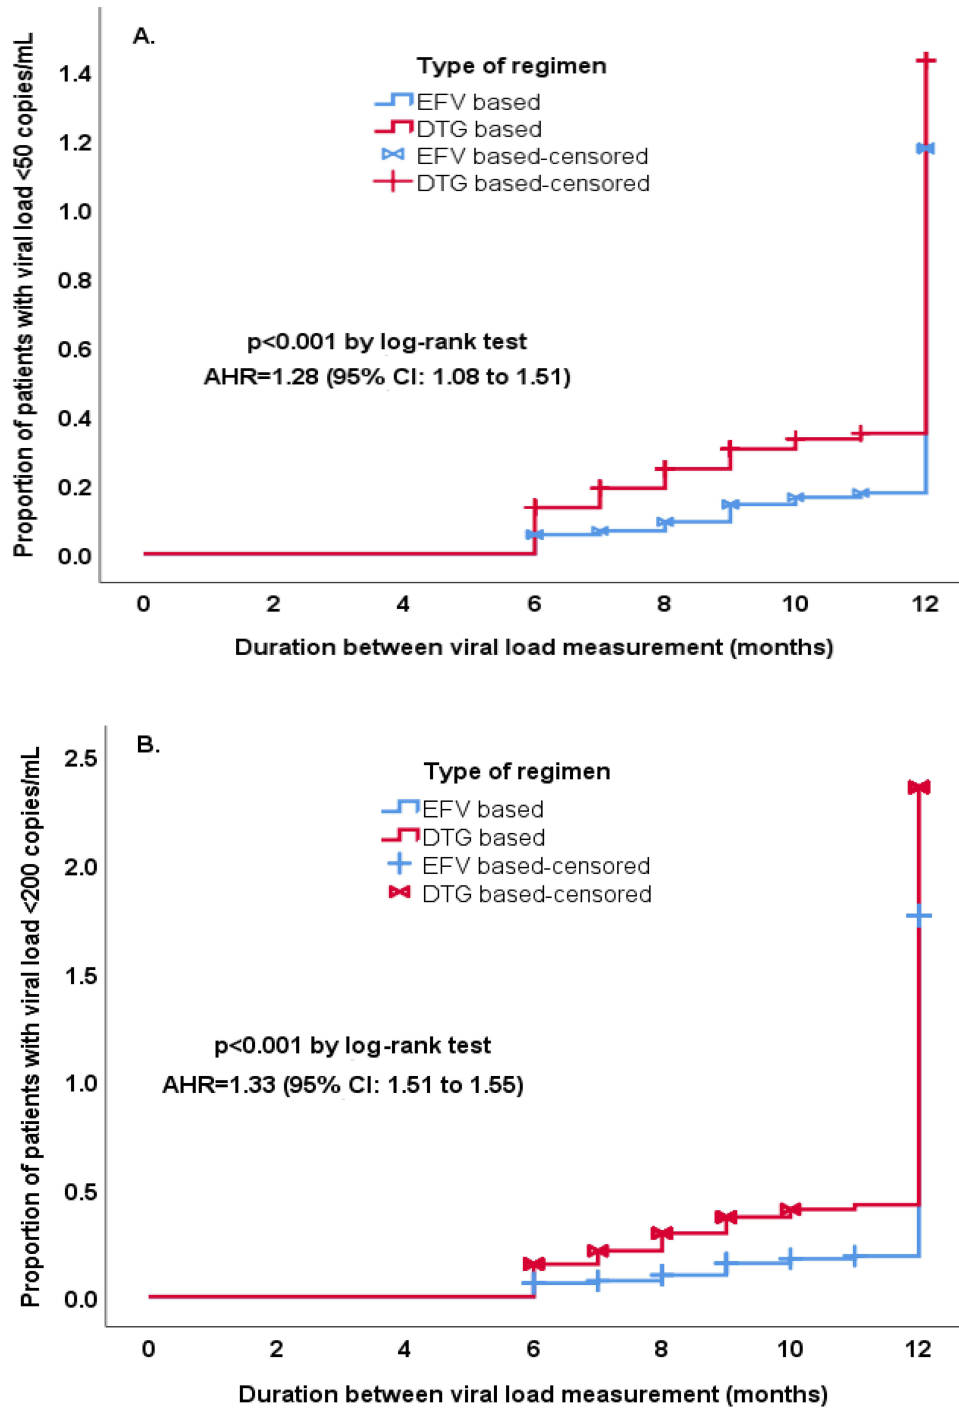 A.
Type of regimen
EFV based
DTG based
EFV based-censored
DTG based-censored
p<0.001 by log-rank test
AHR=1.28 (95% CI: 1.08 to 1.51)
Proportion of patients with viral load <50 copies/mL
1.4
1.2
1.0
0.8
0.6
0.4
0.2
0.0
0 2 4 6 8 10 12
Duration between viral load measurement (months)
B.
Type of regimen
EFV based
DTG based
EFV based-censored
DTG based-censored
p<0.001 by log-rank test
AHR=1.33 (95% CI: 1.51 to 1.55)
Proportion of patients with viral load <200 copies/mL
2.5
2.0
1.5
1.0
0.5
0.0
0 2 4 6 8 10 12
Duration between viral load measurement (months)